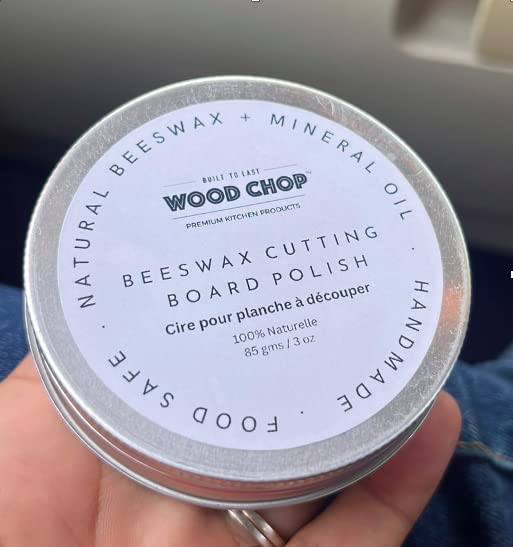 NATURAL BEESWAX + MINERAL OIL · HANDMADE · FOOD SAFE ·
BUILT TO LAST
WOOD CHOP™
PREMIUM KITCHEN PRODUCTS
BEESWAX CUTTING
BOARD POLISH
Cire pour planche à découper
100% Naturelle
85 gms / 3 oz